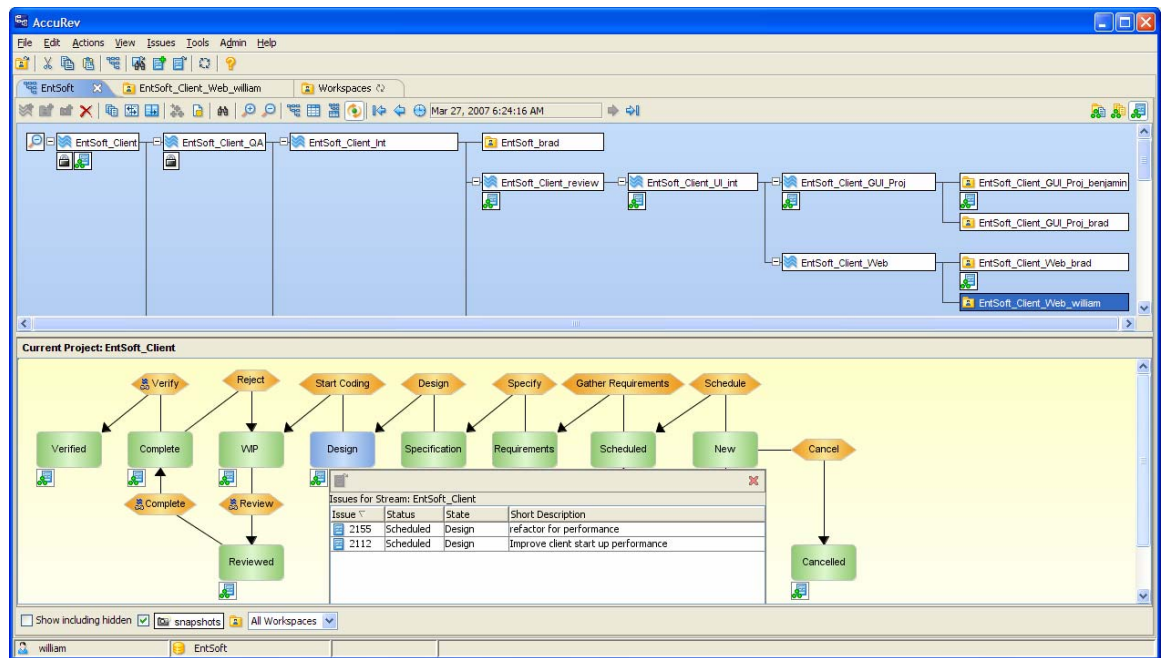 AccuRev
File Edit Actions View Issues Tools Admin Help
EntSoft EntSoft_Client_Web_william Workspaces
Mar 27, 2007 6:24:16 AM
EntSoft_Client EntSoft_Client_QA EntSoft_Client_Int EntSoft_brad
EntSoft_Client_review EntSoft_Client_UI_int EntSoft_Client_GUI_Proj EntSoft_Client_GUI_Proj_benjamin
EntSoft_Client_GUI_Proj_brad
EntSoft_Client_Web EntSoft_Client_Web_brad
EntSoft_Client_Web_william
Current Project: EntSoft_Client
Verify Reject Start Coding Design Specify Gather Requirements Schedule
Verified Complete WIP Design Specification Requirements Scheduled New Cancel
Issues for Stream: EntSoft_Client
Complete Review Issue Status State Short Description
2155 Scheduled Design refactor for performance
2112 Scheduled Design Improve client start up performance
Reviewed Cancelled
Show including hidden snapshots All Workspaces
william EntSoft